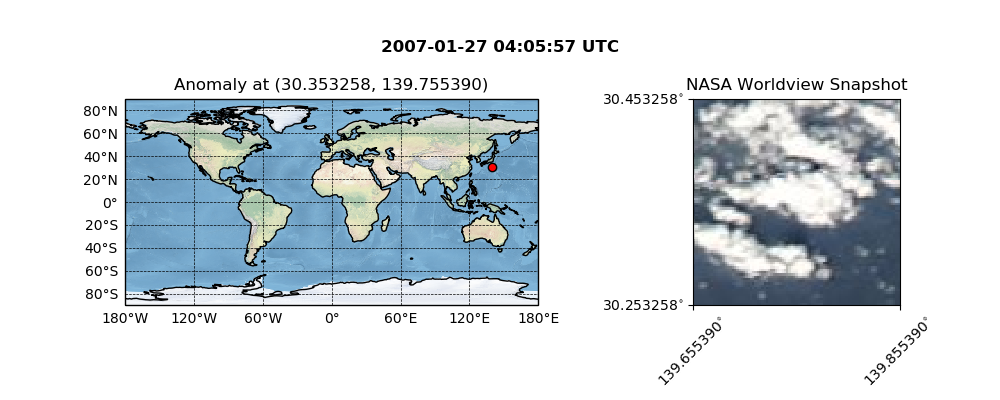 2007-01-27 04:05:57 UTC
Anomaly at (30.353258, 139.755390)
80°N
60°N
40°N
20°N
0°
20°S
40°S
60°S
80°S
180°W 120°W 60°W 0° 60°E 120°E 180°E
NASA Worldview Snapshot
30.453258°
30.253258°
139.655390°
139.855390°